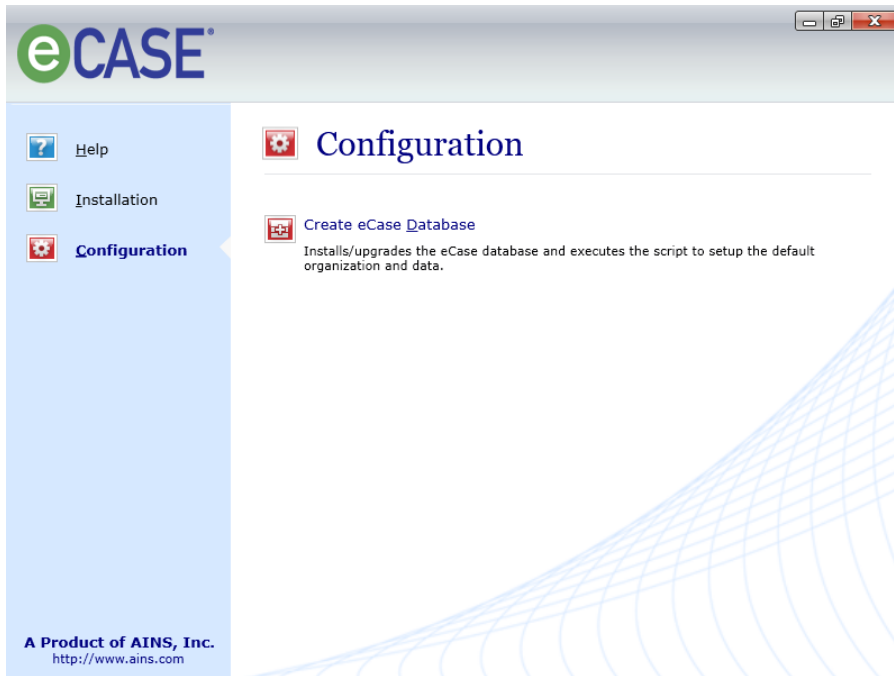 eCASE®
Help
Installation
Configuration
Configuration
Create eCase Database
Installs/upgrades the eCase database and executes the script to setup the default
organization and data.
A Product of AINS, Inc.
http://www.ains.com